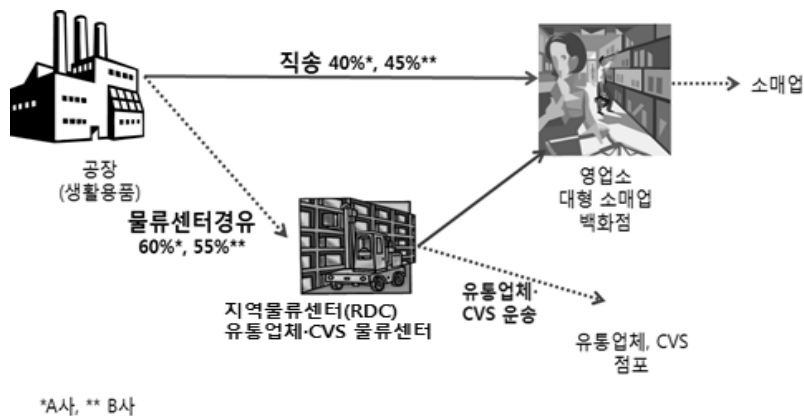 직송 40%*, 45%**
소매업
공장
(생활용품)
영업소
대형 소매업
백화점
물류센터경유
60%*, 55%**
지역물류센터(RDC)
유통업체·CVS 물류센터
유통업체·
CVS 운송
유통업체, CVS
점포
*A사, ** B사